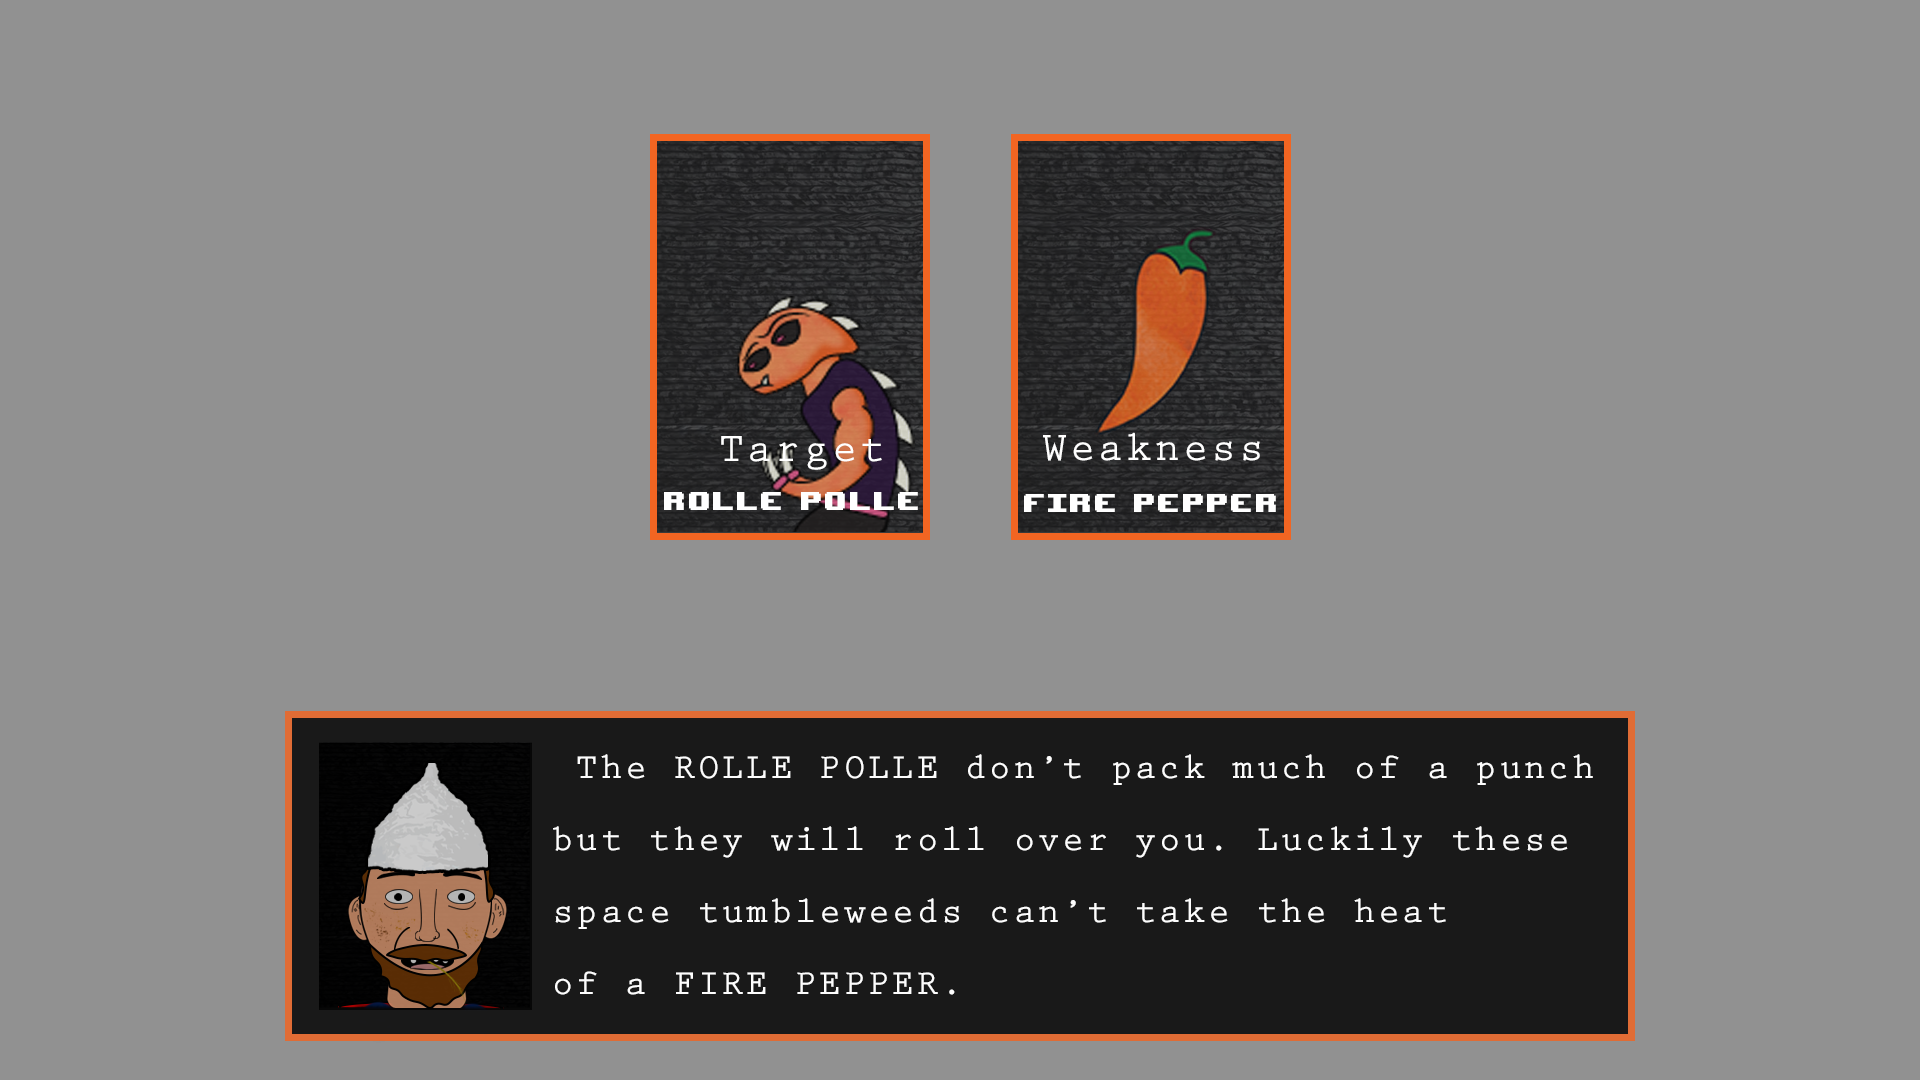 Target
ROLLE POLLE
Weakness
FIRE PEPPER
The ROLLE POLLE don't pack much of a punch
but they will roll over you. Luckily these
space tumbleweeds can't take the heat
of a FIRE PEPPER.